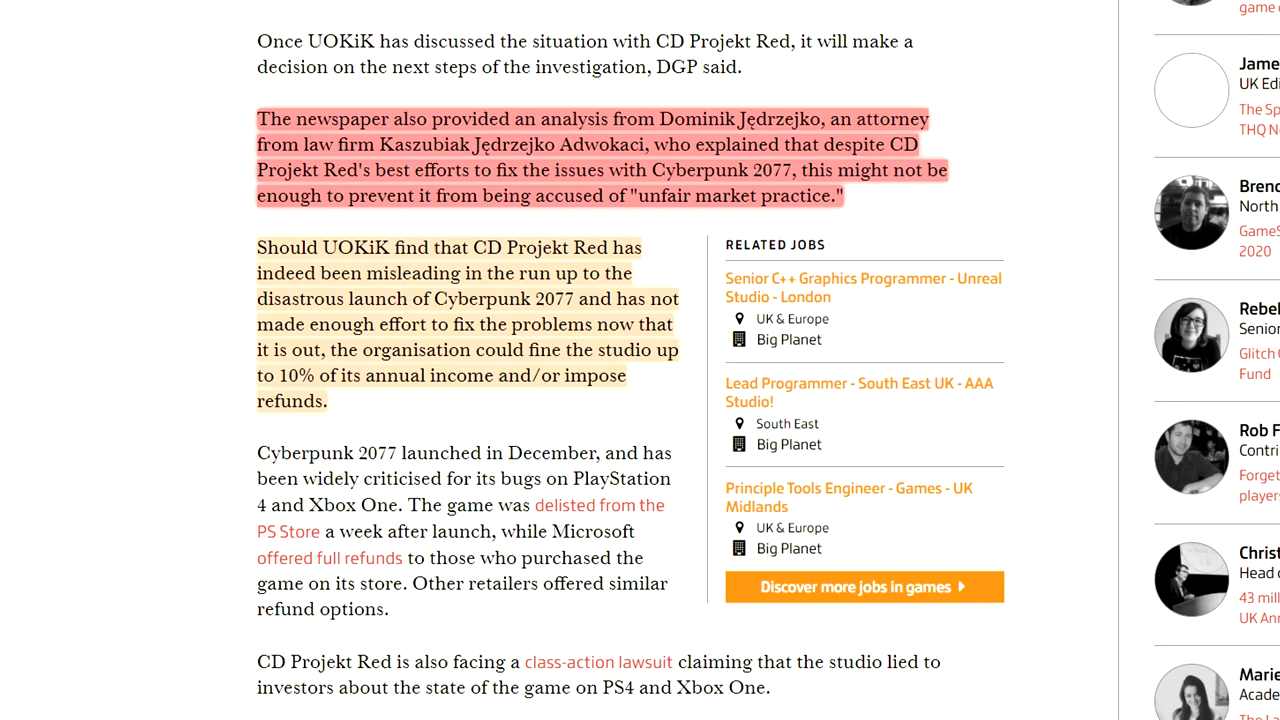 Once UOKiK has discussed the situation with CD Projekt Red, it will make a
decision on the next steps of the investigation, DGP said.
The newspaper also provided an analysis from Dominik Jędrzejko, an attorney
from law firm Kaszubiak Jędrzejko Adwokaci, who explained that despite CD
Projekt Red's best efforts to fix the issues with Cyberpunk 2077, this might not be
enough to prevent it from being accused of "unfair market practice."
Should UOKiK find that CD Projekt Red has
indeed been misleading in the run up to the
disastrous launch of Cyberpunk 2077 and has not
made enough effort to fix the problems now that
it is out, the organisation could fine the studio up
to 10% of its annual income and/or impose
refunds.
Cyberpunk 2077 launched in December, and has
been widely criticised for its bugs on PlayStation
4 and Xbox One. The game was delisted from the
PS Store a week after launch, while Microsoft
offered full refunds to those who purchased the
game on its store. Other retailers offered similar
refund options.
CD Projekt Red is also facing a class-action lawsuit claiming that the studio lied to
investors about the state of the game on PS4 and Xbox One.
RELATED JOBS
Senior C++ Graphics Programmer - Unreal
Studio - London
UK & Europe
Big Planet
Lead Programmer - South East UK - AAA
Studio!
South East
Big Planet
Principle Tools Engineer - Games - UK
Midlands
UK & Europe
Big Planet
Discover more jobs in games
game
Jame
UK Edi
The Sp
THQ N
Brend
North
GameS
2020
Rebel
Senior
Glitch
Fund
Rob F
Contri
Forget
players
Christ
Head
43 mill
UK Ann
Marie
Acade